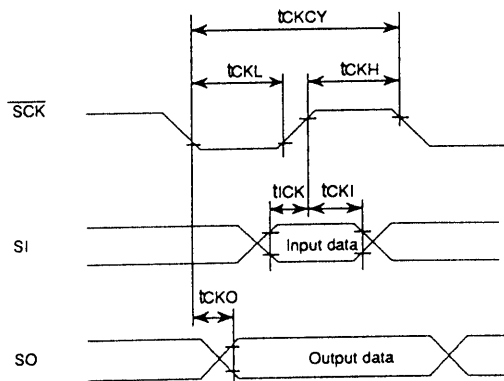 tCKCY
tCKL
tCKH
SCK
tICK
tCKI
SI
Input data
tCKO
SO
Output data